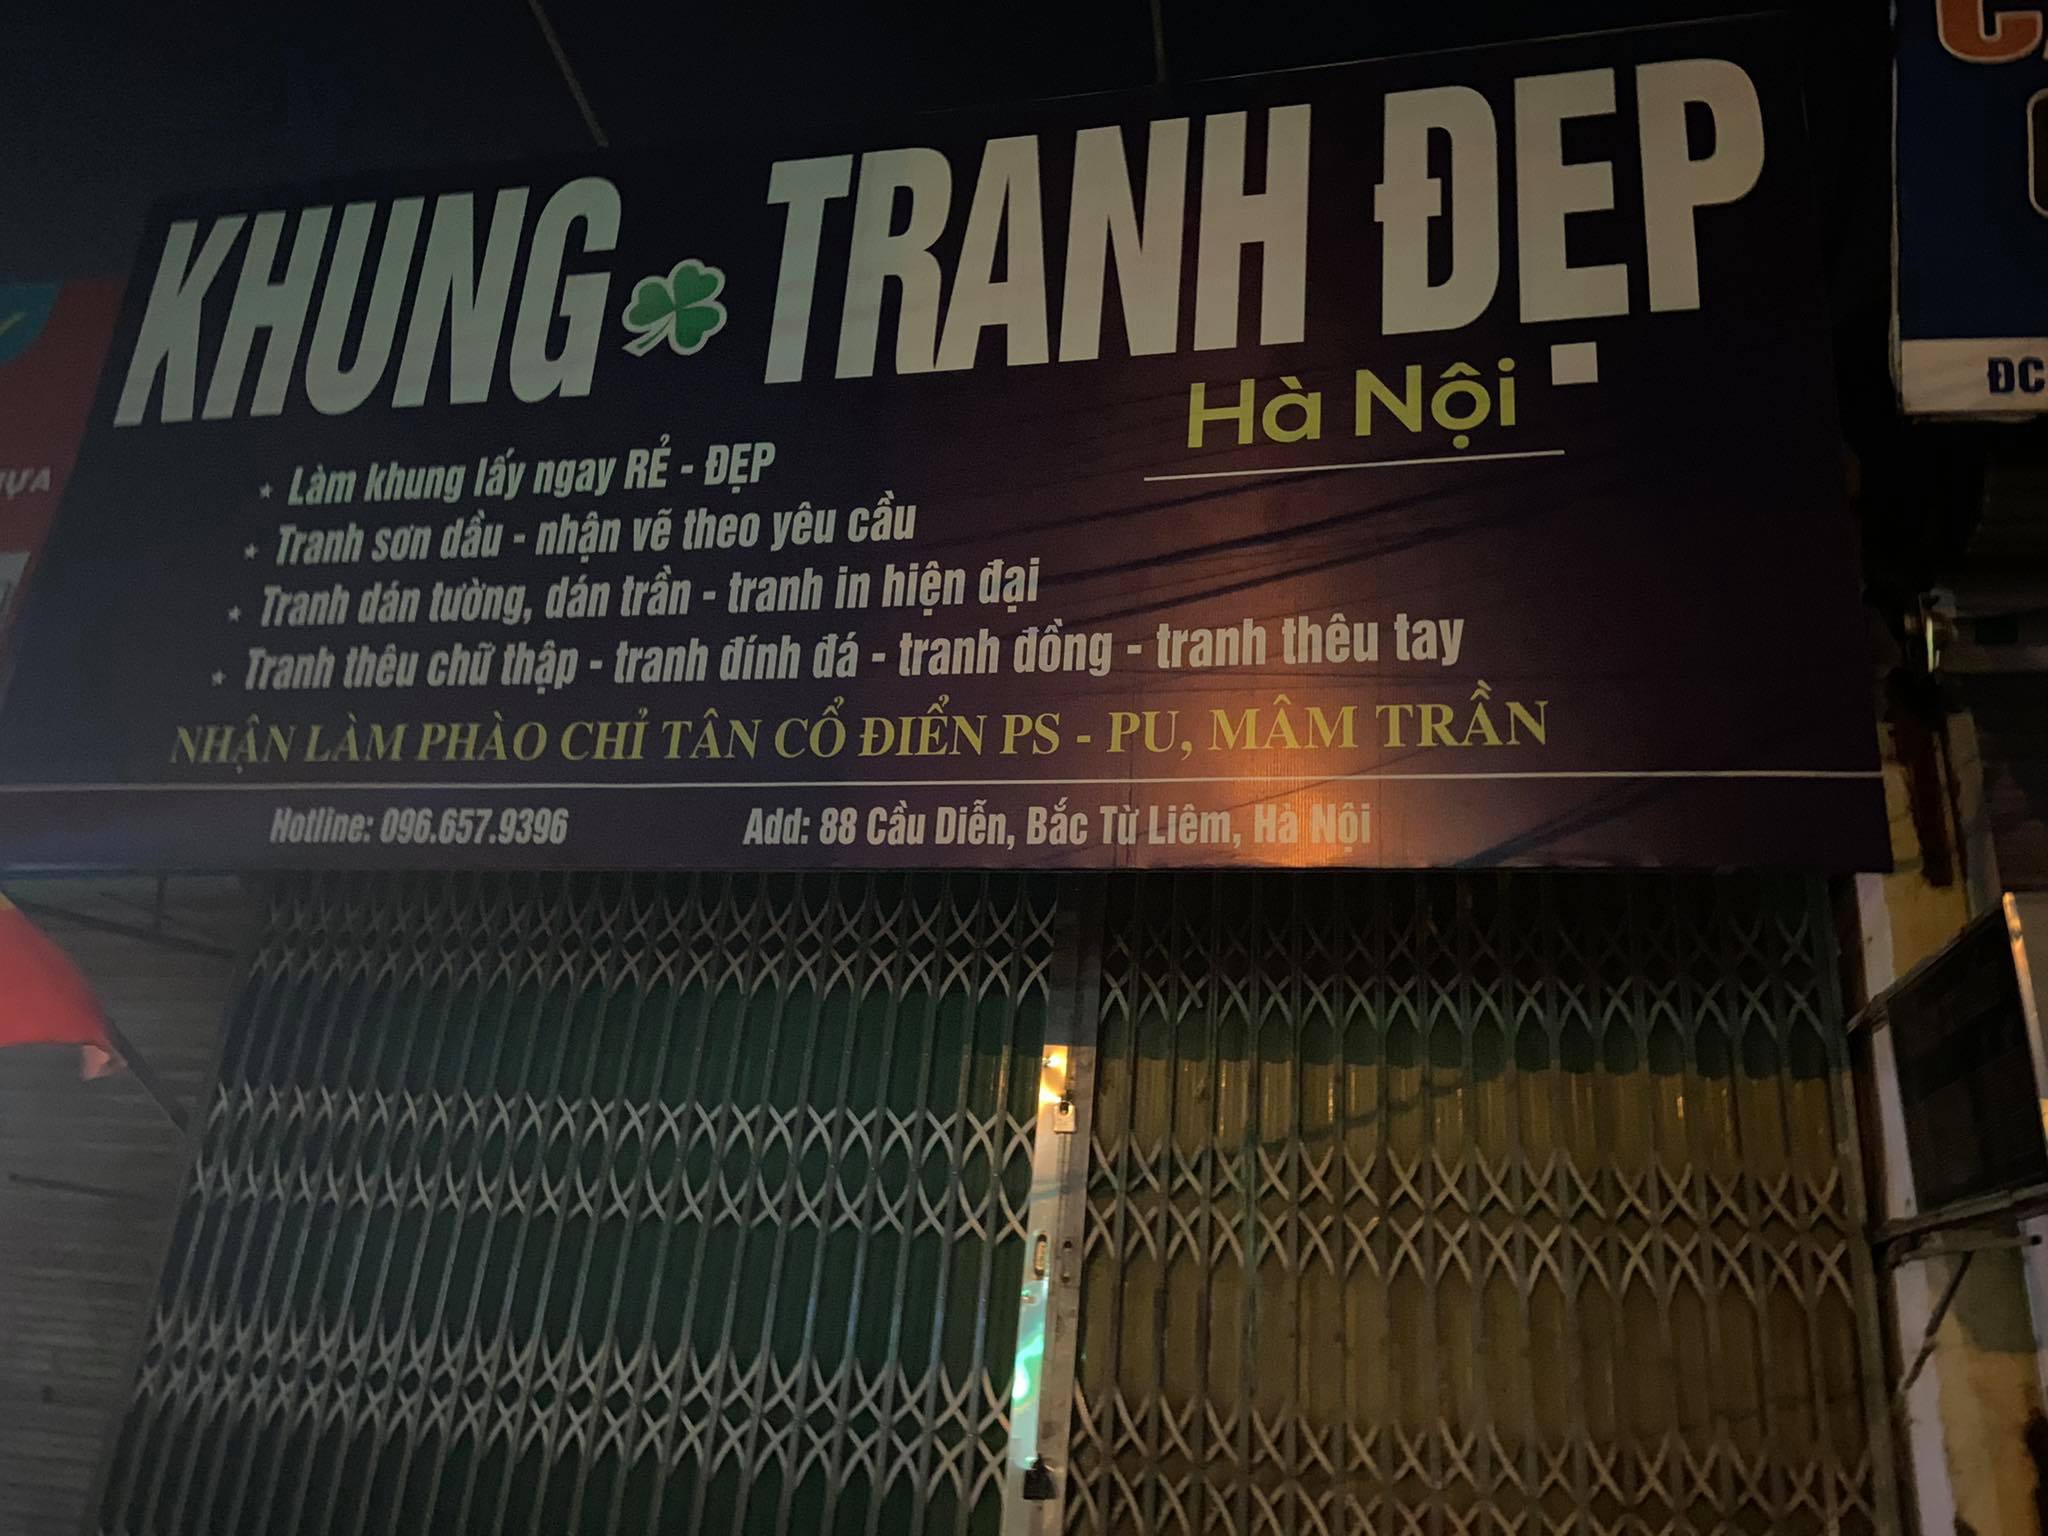 KHUNG TRANH ĐẸP
Hà Nội
Làm khung lấy ngay RẺ - ĐẸP
Tranh sơn dầu - nhận vẽ theo yêu cầu
Tranh dán tường, dán trần - tranh in hiện đại
Tranh thêu chữ thập - tranh đính đá - tranh đồng - tranh thêu tay
NHẬN LÀM PHÀO CHỈ TÂN CỔ ĐIỂN PS - PU, MÂM TRẦN
Hotline: 096.657.9396
Add: 88 Cầu Diễn, Bắc Từ Liêm, Hà Nội
ĐC